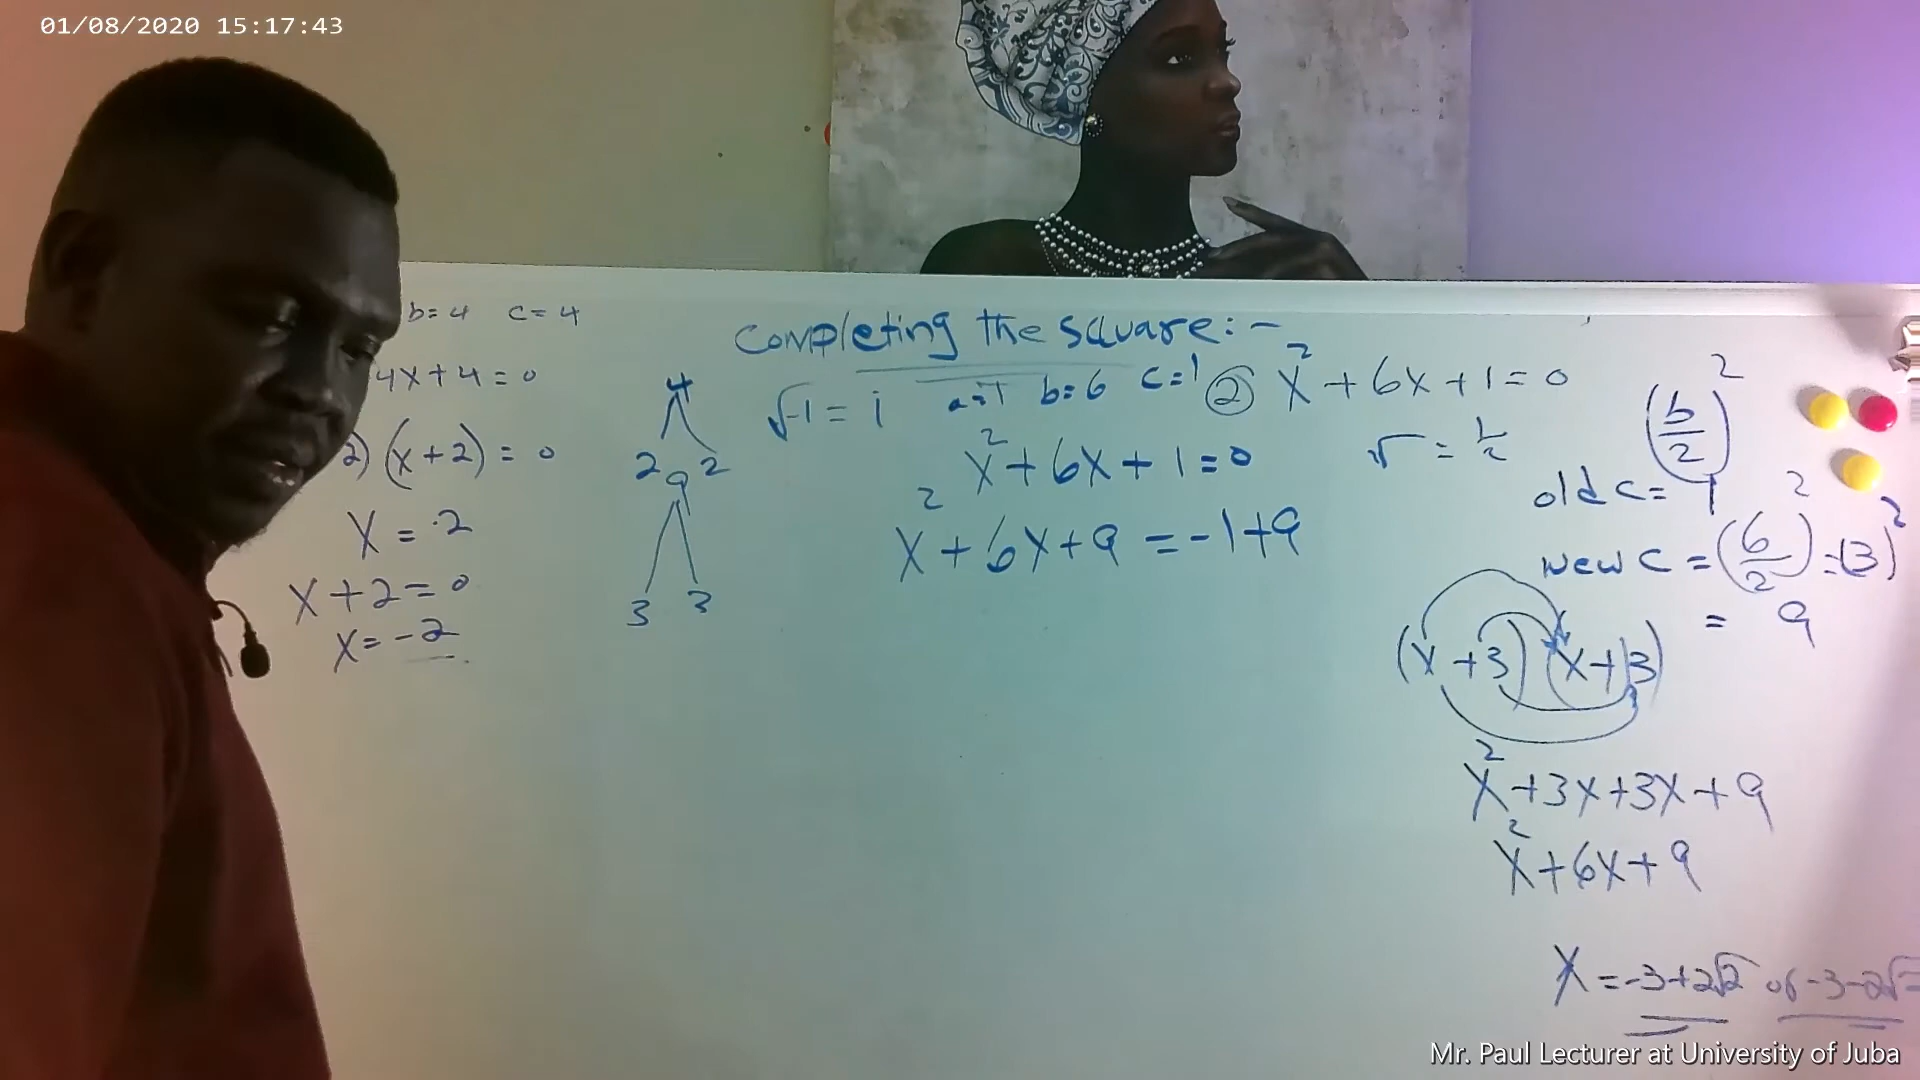 01/08/2020 15:17:43
b=4 c=4
4x+4=0
2)(x+2)=0
x=-2
x+2=0
x=-2
4
2 2
9
3 3
Completing the Square:-
√-1 = i
a=1 b=6 c=1
x²+6x+1=0
x²+6x+9=-1+9
② x²+6x+1=0
√ = ½
(b/2)²
old c= 1
New c=(6/2)²=(3)²
= 9
(x+3)(x+3)
x²+3x+3x+9
x²+6x+9
x=-3+2√2 or -3-2√2
Mr. Paul Lecturer at University of Juba